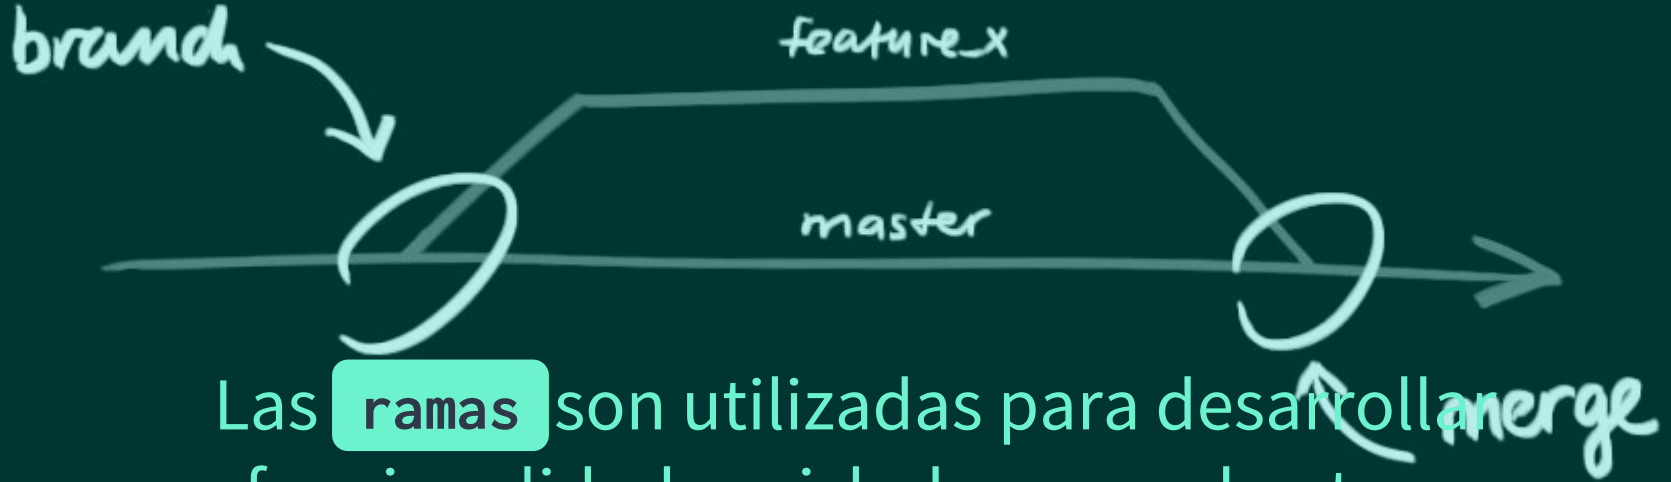 branch
feature_x
master
Las ramas son utilizadas para desarrollar
merge